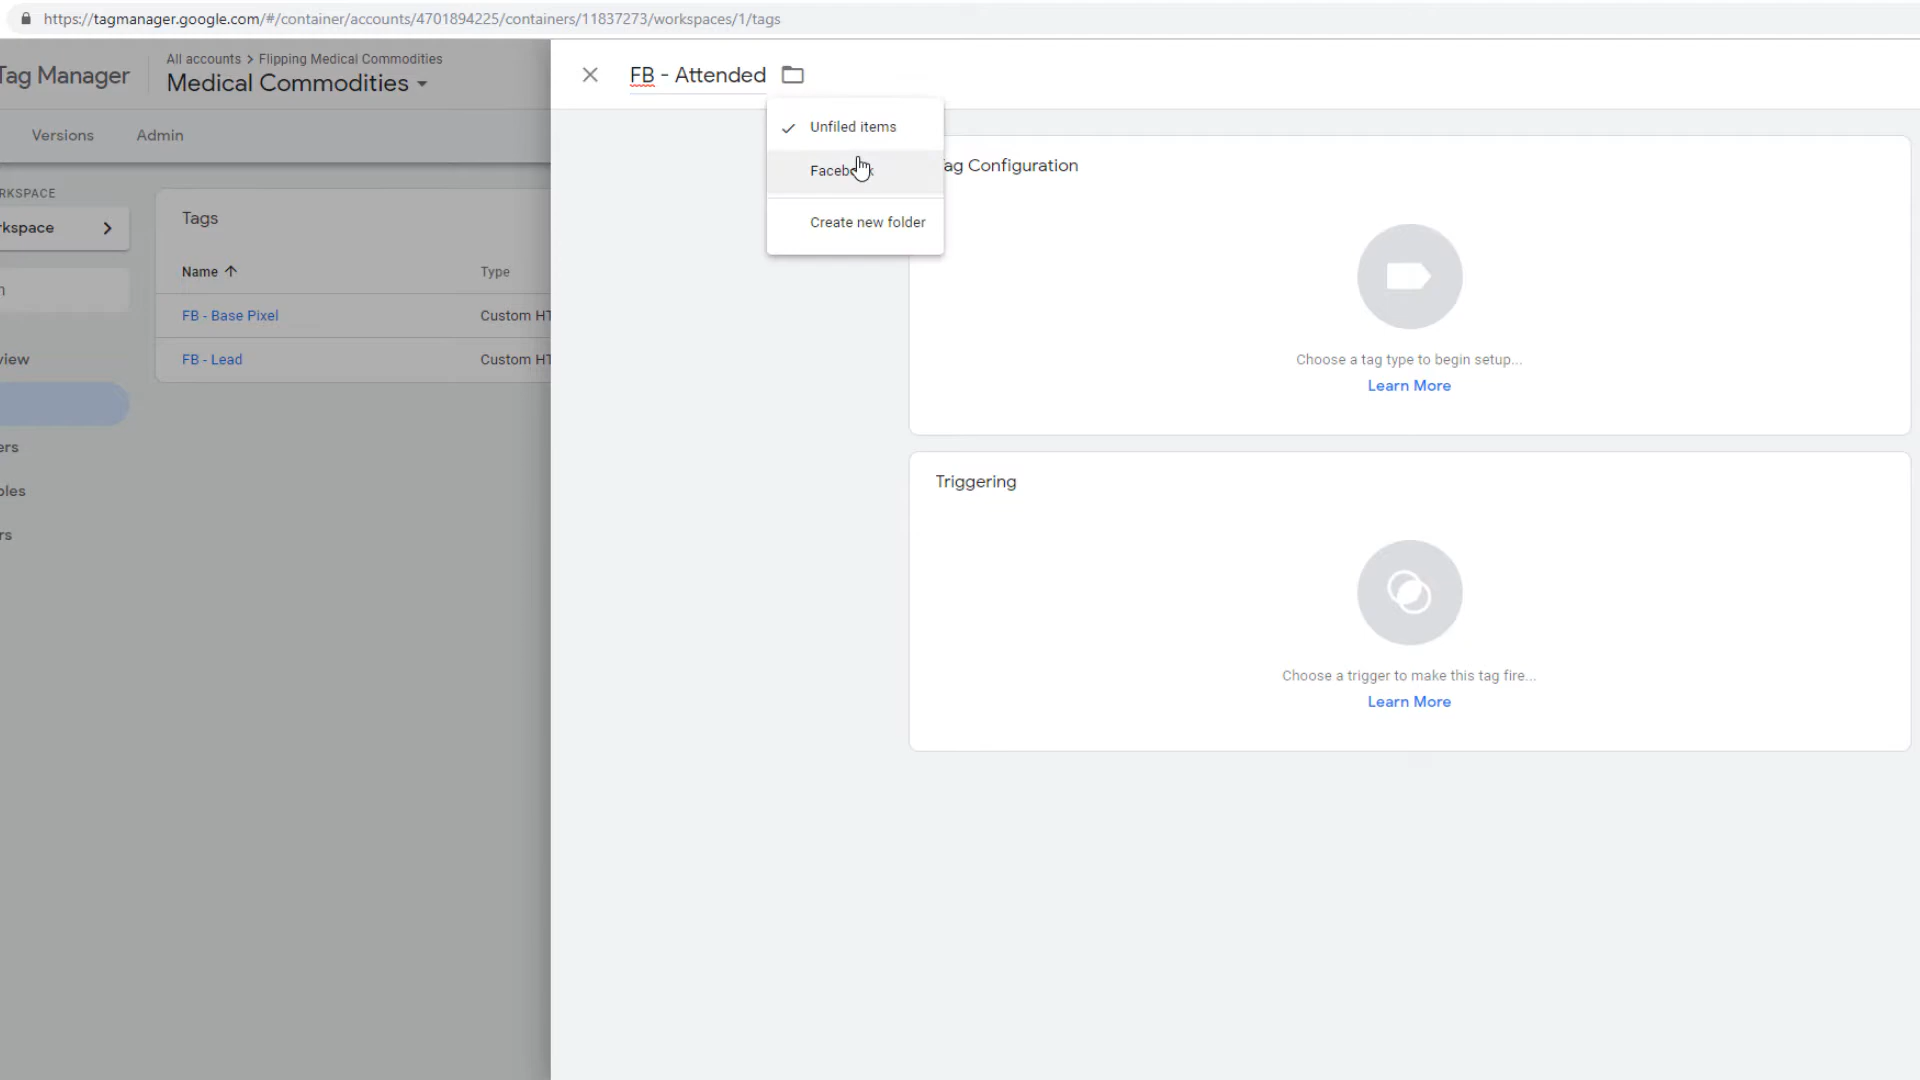 https://tagmanager.google.com/#/container/accounts/4701894225/containers/11837273/workspaces/1/tags
Tag Manager
All accounts > Flipping Medical Commodities
Medical Commodities
FB - Attended
Versions
Admin
Unfiled items
Facebook
Create new folder
RKSPACE
rkspace
n
view
ers
bles
rs
Tags
Name
Type
FB - Base Pixel
Custom HT
FB - Lead
Custom HT
ag Configuration
Choose a tag type to begin setup...
Learn More
Triggering
Choose a trigger to make this tag fire...
Learn More